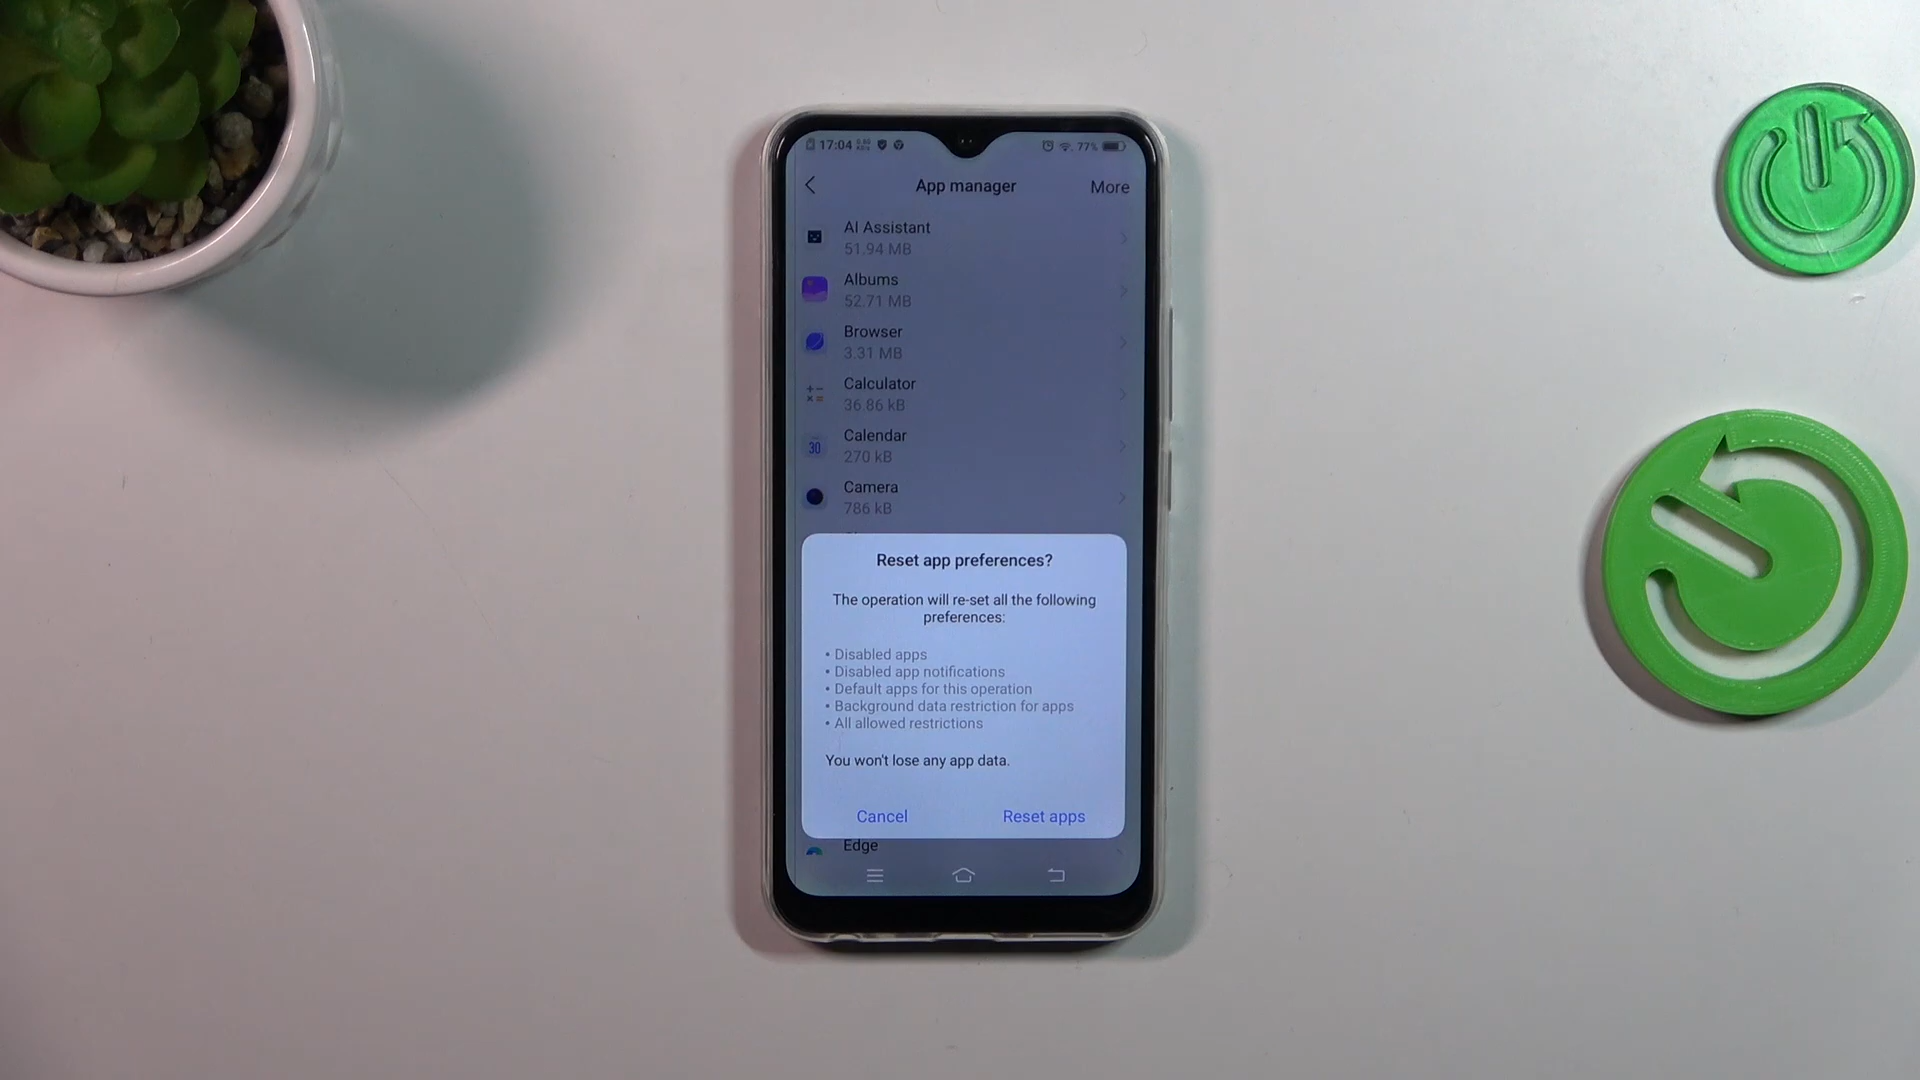 17:04
77%
App manager
More
AI Assistant
51.94 MB
Albums
52.71 MB
Browser
3.31 MB
Calculator
36.86 kB
Calendar
30
270 kB
Camera
786 kB
Reset app preferences?
The operation will re-set all the following
preferences:
• Disabled apps
• Disabled app notifications
• Default apps for this operation
• Background data restriction for apps
• All allowed restrictions
You won't lose any app data.
Cancel
Reset apps
Edge